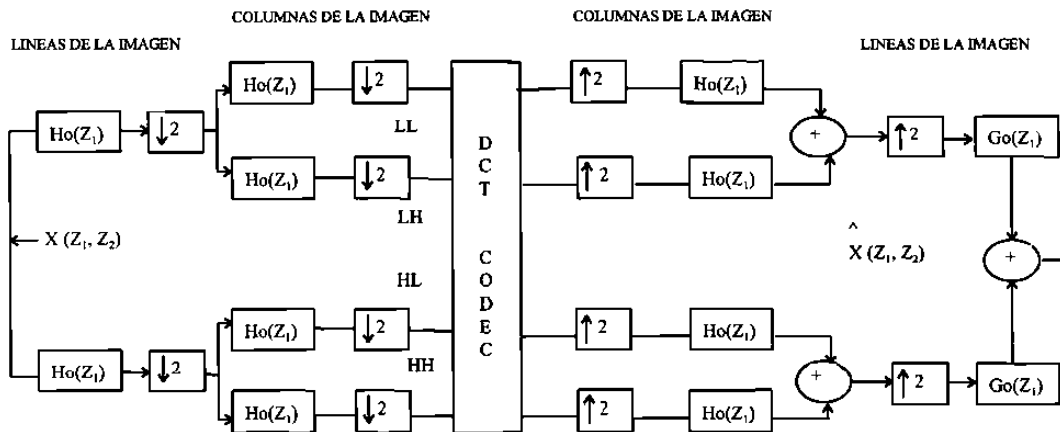 COLUMNAS DE LA IMAGEN
COLUMNAS DE LA IMAGEN
LINEAS DE LA IMAGEN
LINEAS DE LA IMAGEN
Ho(Z₁) ↓2 ↑2 Ho(Z₁)
Ho(Z₁) ↓2 LL + ↑2 Go(Z₁)
Ho(Z₁) ↓2 ↑2 Ho(Z₁)
LH
X (Z₁, Z₂)
DCT CODEC
^
X (Z₁, Z₂)
+
HL
Ho(Z₁) ↓2 ↑2 Ho(Z₁)
Ho(Z₁) ↓2 HH + ↑2 Go(Z₁)
Ho(Z₁) ↓2 ↑2 Ho(Z₁)